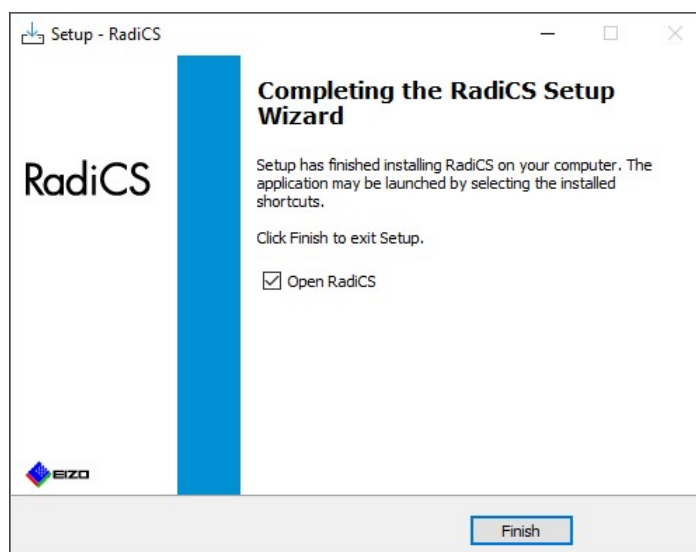 Setup - RadiCS
Completing the RadiCS Setup
Wizard
RadiCS
Setup has finished installing RadiCS on your computer. The
application may be launched by selecting the installed
shortcuts.
Click Finish to exit Setup.
Open RadiCS
EIZO
Finish